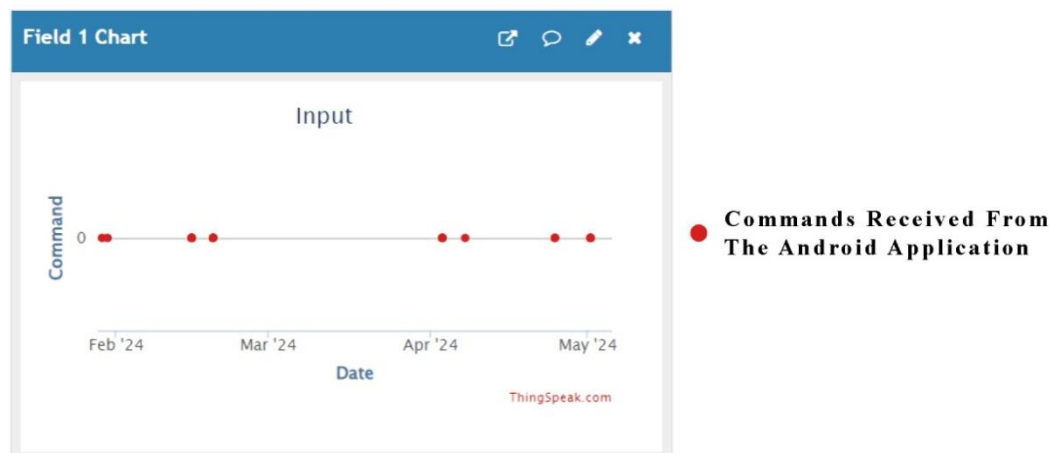 Field 1 Chart
Input
Command
0
Feb '24 Mar '24 Apr '24 May '24
Date
ThingSpeak.com
Commands Received From
The Android Application